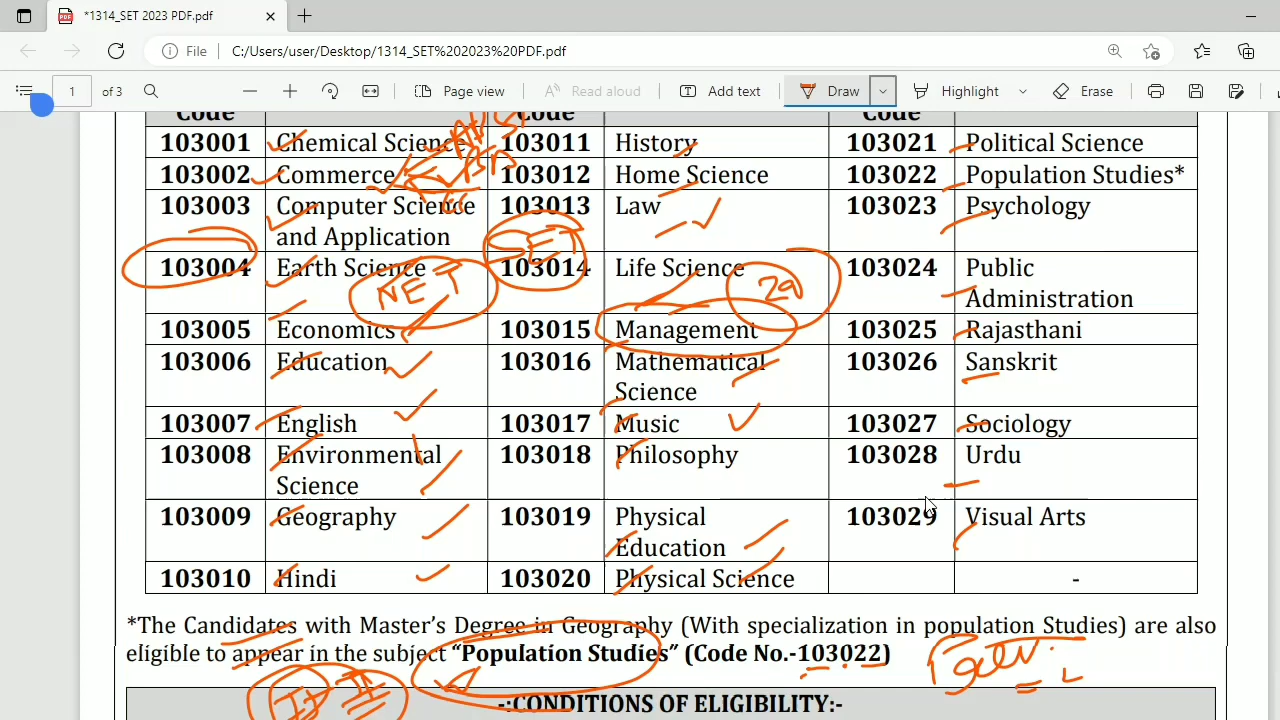 *1314_SET 2023 PDF.pdf
File C:/Users/user/Desktop/1314_SET%202023%20PDF.pdf
1 of 3 Page view Read aloud Add text Draw Highlight Erase
Code Code Code
103001 Chemical Science 103011 History 103021 Political Science
103002 Commerce 103012 Home Science 103022 Population Studies*
103003 Computer Science and Application 103013 Law 103023 Psychology
103004 Earth Science 103014 Life Science 103024 Public Administration
103005 Economics 103015 Management 103025 Rajasthani
103006 Education 103016 Mathematical Science 103026 Sanskrit
103007 English 103017 Music 103027 Sociology
103008 Environmental Science 103018 Philosophy 103028 Urdu
103009 Geography 103019 Physical Education 103029 Visual Arts
103010 Hindi 103020 Physical Science -
SET
NET
29
*The Candidates with Master's Degree in Geography (With specialization in population Studies) are also
eligible to appear in the subject “Population Studies” (Code No.-103022)
-:CONDITIONS OF ELIGIBILITY:-